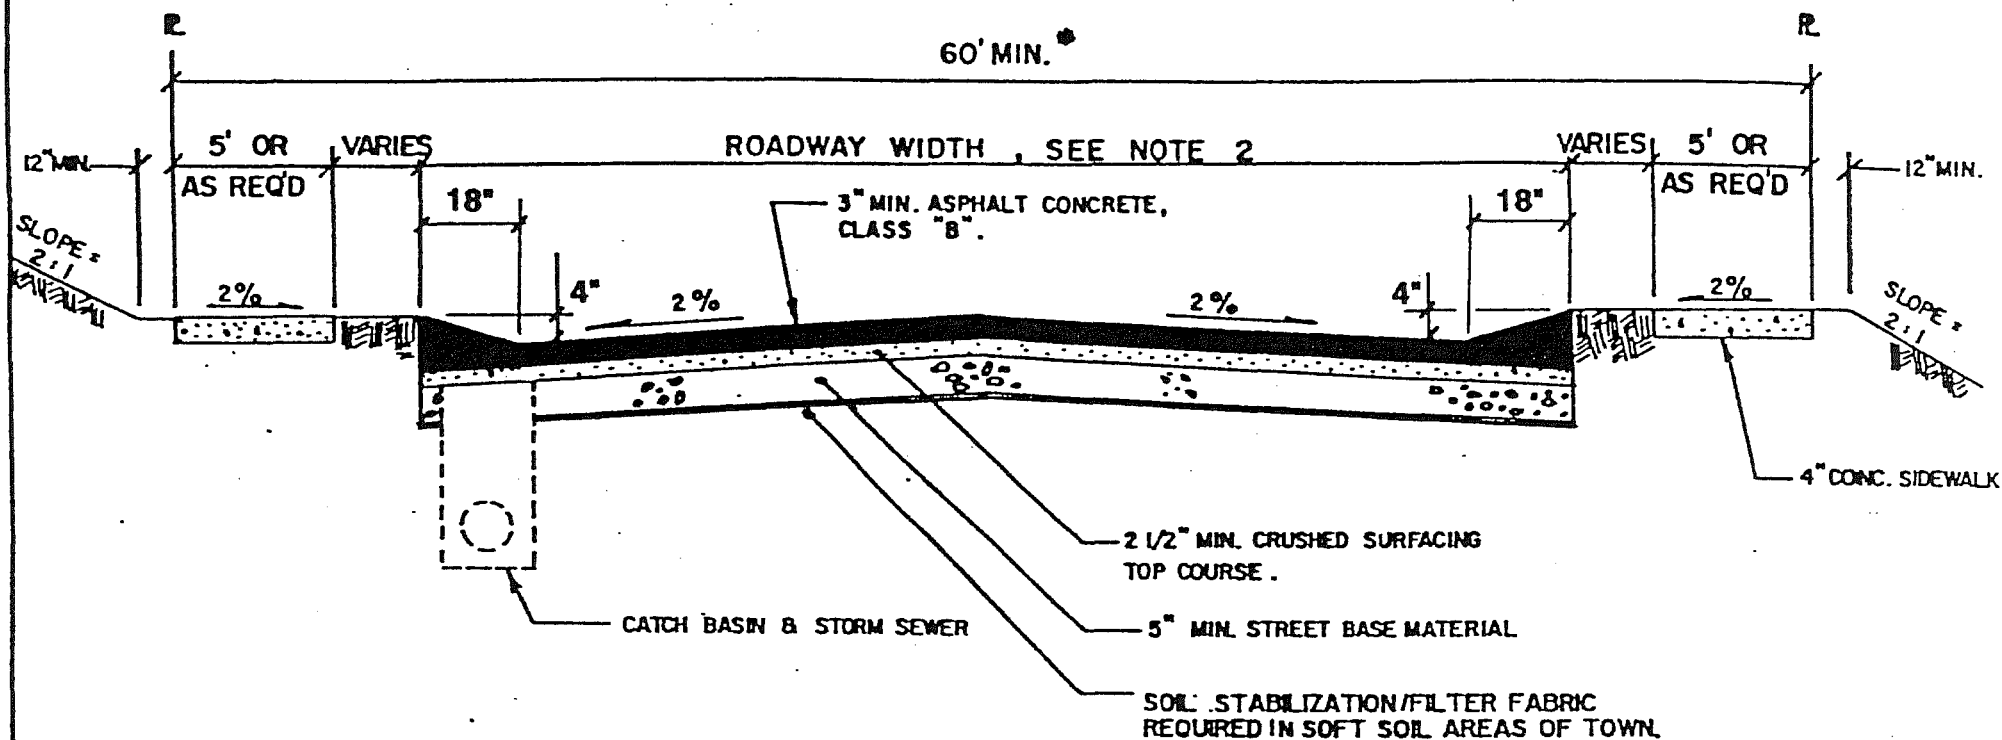 PL PL
60' MIN. *
12" MIN. 5' OR VARIES ROADWAY WIDTH , SEE NOTE 2 VARIES 5' OR 12" MIN.
AS REQ'D AS REQ'D
18" 18"
3" MIN. ASPHALT CONCRETE,
CLASS "B".
SLOPE =
2:1
SLOPE =
2:1
2% 4" 2% 2% 4" 2%
4" CONC. SIDEWALK
2 1/2" MIN. CRUSHED SURFACING
TOP COURSE .
CATCH BASIN & STORM SEWER
5" MIN. STREET BASE MATERIAL
SOIL .STABILIZATION/FILTER FABRIC
REQUIRED IN SOFT SOIL AREAS OF TOWN.